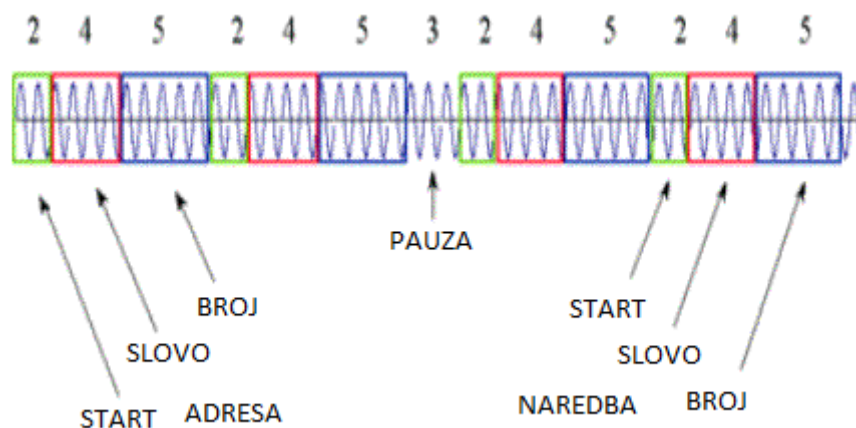 2 4 5 2 4 5 3 2 4 5 2 4 5
PAUZA
BROJ START
SLOVO SLOVO
START ADRESA NAREDBA BROJ